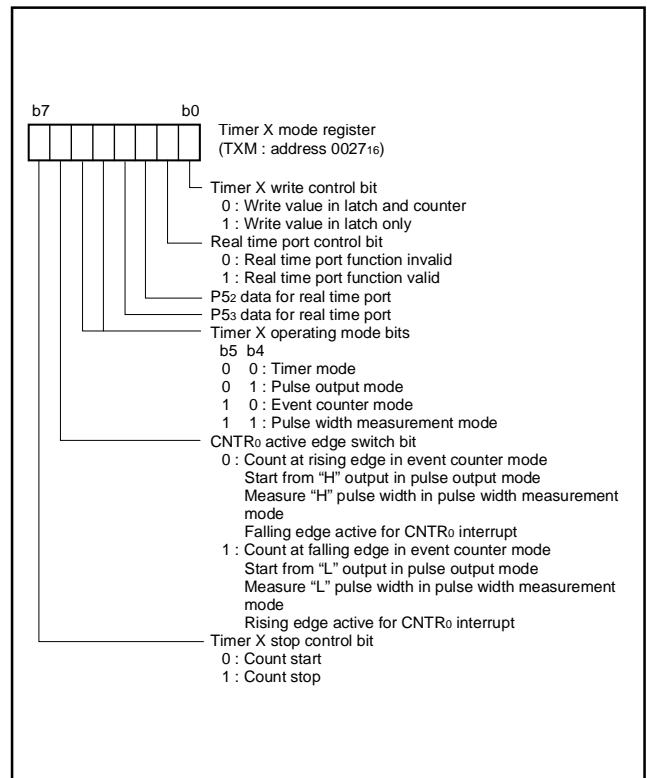 b7 b0
Timer X mode register
(TXM : address 002716)
Timer X write control bit
0 : Write value in latch and counter
1 : Write value in latch only
Real time port control bit
0 : Real time port function invalid
1 : Real time port function valid
P52 data for real time port
P53 data for real time port
Timer X operating mode bits
b5 b4
0 0 : Timer mode
0 1 : Pulse output mode
1 0 : Event counter mode
1 1 : Pulse width measurement mode
CNTR0 active edge switch bit
0 : Count at rising edge in event counter mode
Start from “H” output in pulse output mode
Measure “H” pulse width in pulse width measurement
mode
Falling edge active for CNTR0 interrupt
1 : Count at falling edge in event counter mode
Start from “L” output in pulse output mode
Measure “L” pulse width in pulse width measurement
mode
Rising edge active for CNTR0 interrupt
Timer X stop control bit
0 : Count start
1 : Count stop